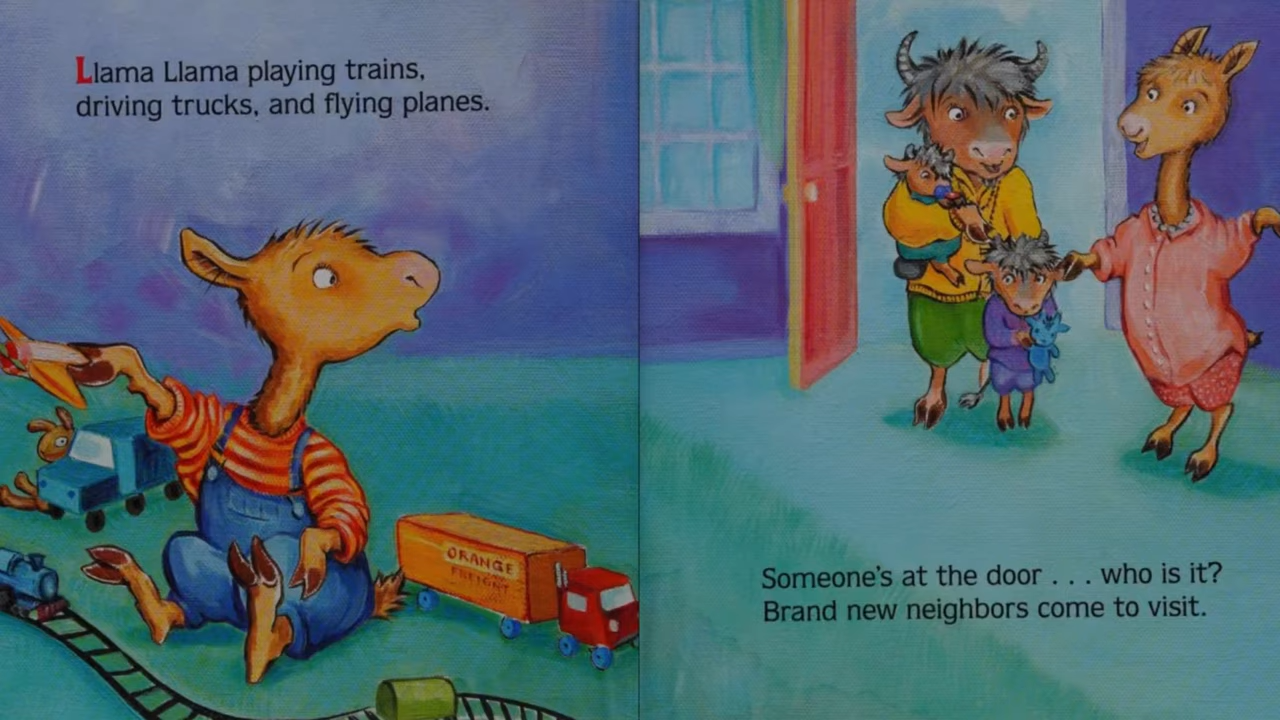 Llama Llama playing trains,
driving trucks, and flying planes.
ORANGE
FREIGHT
Someone's at the door . . . who is it?
Brand new neighbors come to visit.